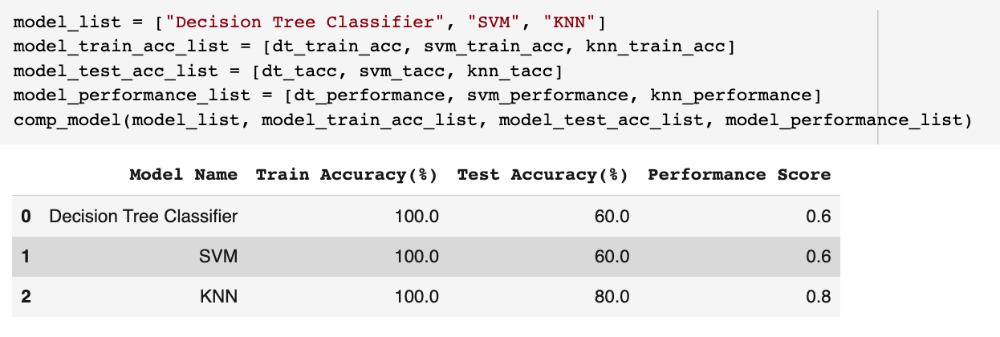 model_list = ["Decision Tree Classifier", "SVM", "KNN"]
model_train_acc_list = [dt_train_acc, svm_train_acc, knn_train_acc]
model_test_acc_list = [dt_tacc, svm_tacc, knn_tacc]
model_performance_list = [dt_performance, svm_performance, knn_performance]
comp_model(model_list, model_train_acc_list, model_test_acc_list, model_performance_list)
Model Name Train Accuracy(%) Test Accuracy(%) Performance Score
0 Decision Tree Classifier 100.0 60.0 0.6
1 SVM 100.0 60.0 0.6
2 KNN 100.0 80.0 0.8